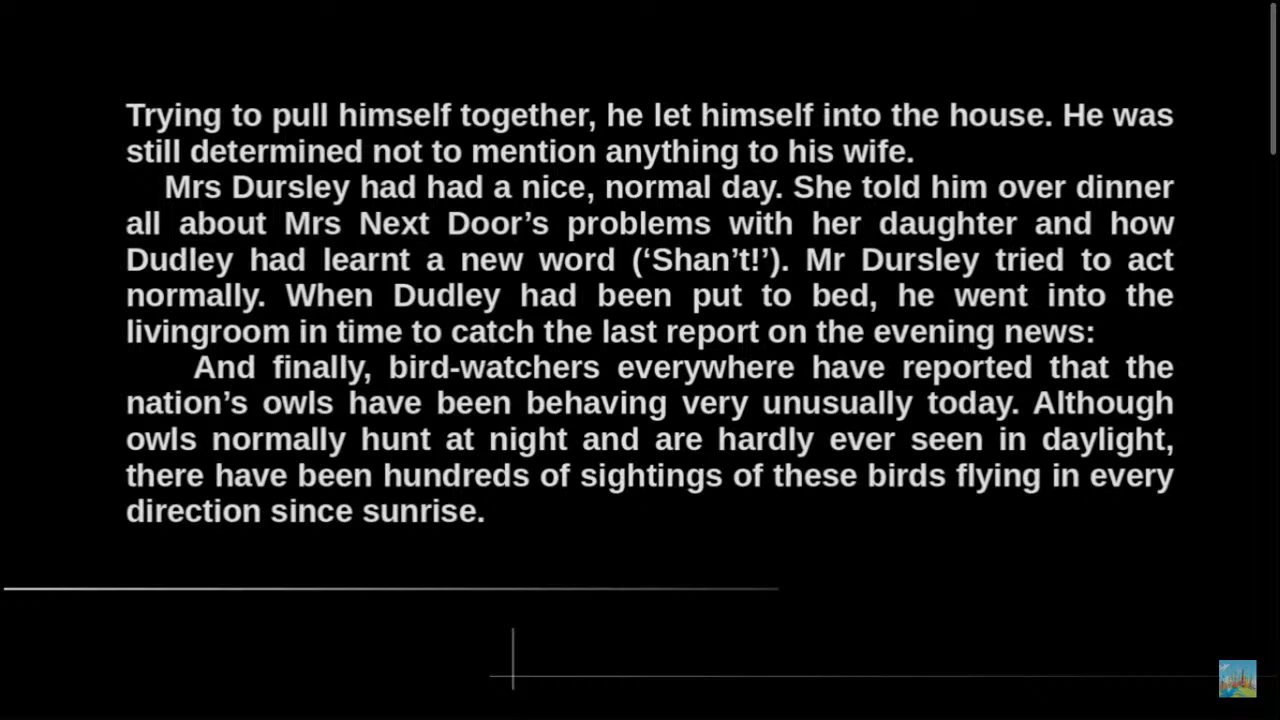 Trying to pull himself together, he let himself into the house. He was
still determined not to mention anything to his wife.
Mrs Dursley had had a nice, normal day. She told him over dinner
all about Mrs Next Door’s problems with her daughter and how
Dudley had learnt a new word (‘Shan’t!’). Mr Dursley tried to act
normally. When Dudley had been put to bed, he went into the
livingroom in time to catch the last report on the evening news:
And finally, bird-watchers everywhere have reported that the
nation’s owls have been behaving very unusually today. Although
owls normally hunt at night and are hardly ever seen in daylight,
there have been hundreds of sightings of these birds flying in every
direction since sunrise.